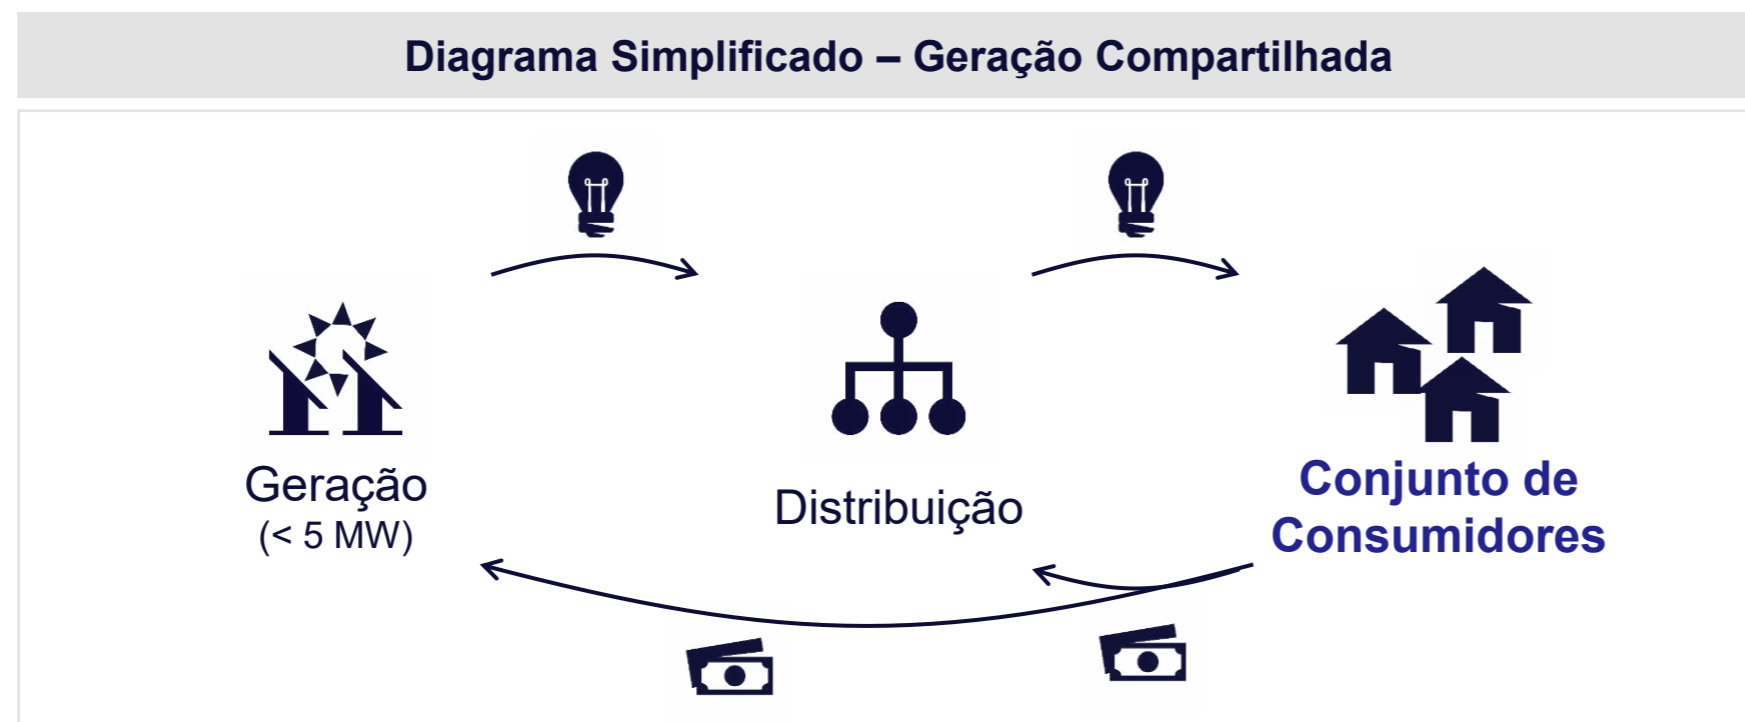 Diagrama Simplificado – Geração Compartilhada
Geração
(< 5 MW)
Distribuição
Conjunto de
Consumidores